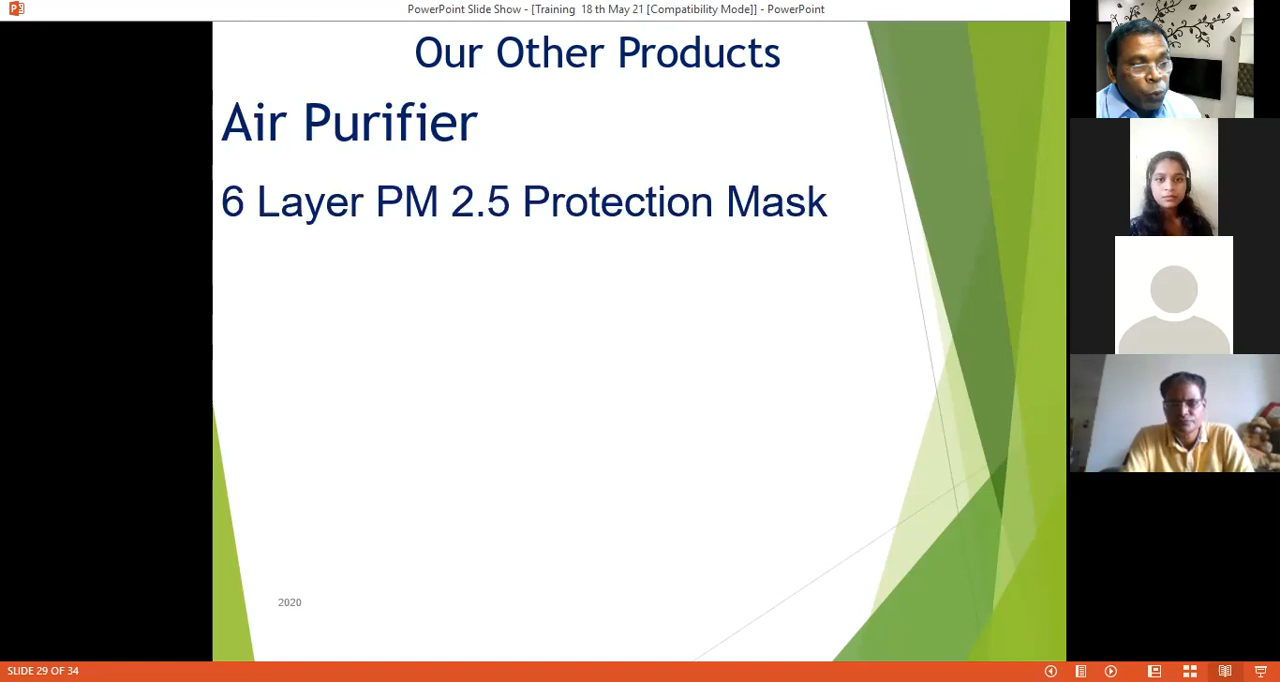 PowerPoint Slide Show - [Training 18 th May 21 [Compatibility Mode]] - PowerPoint
Our Other Products
Air Purifier
6 Layer PM 2.5 Protection Mask
2020
SLIDE 29 OF 34